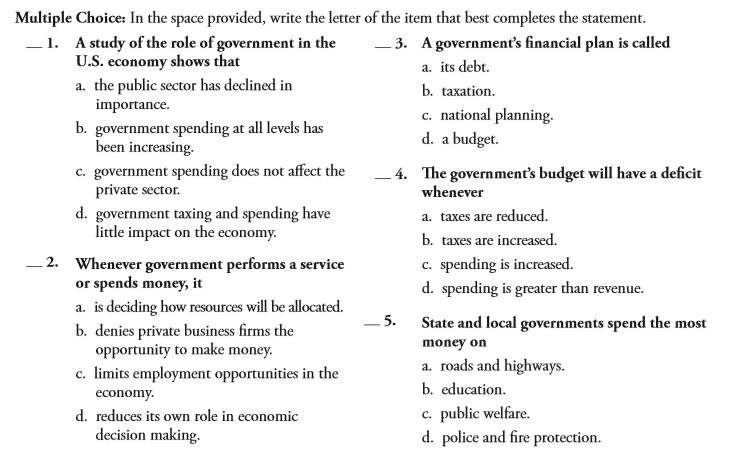 Multiple Choice: In the space provided, write the letter of the item that best completes the statement.
__ 1. A study of the role of government in the
U.S. economy shows that
a. the public sector has declined in
importance.
b. government spending at all levels has
been increasing.
c. government spending does not affect the
private sector.
d. government taxing and spending have
little impact on the economy.
__ 2. Whenever government performs a service
or spends money, it
a. is deciding how resources will be allocated.
b. denies private business firms the
opportunity to make money.
c. limits employment opportunities in the
economy.
d. reduces its own role in economic
decision making.
__ 3. A government's financial plan is called
a. its debt.
b. taxation.
c. national planning.
d. a budget.
__ 4. The government's budget will have a deficit
whenever
a. taxes are reduced.
b. taxes are increased.
c. spending is increased.
d. spending is greater than revenue.
__ 5. State and local governments spend the most
money on
a. roads and highways.
b. education.
c. public welfare.
d. police and fire protection.